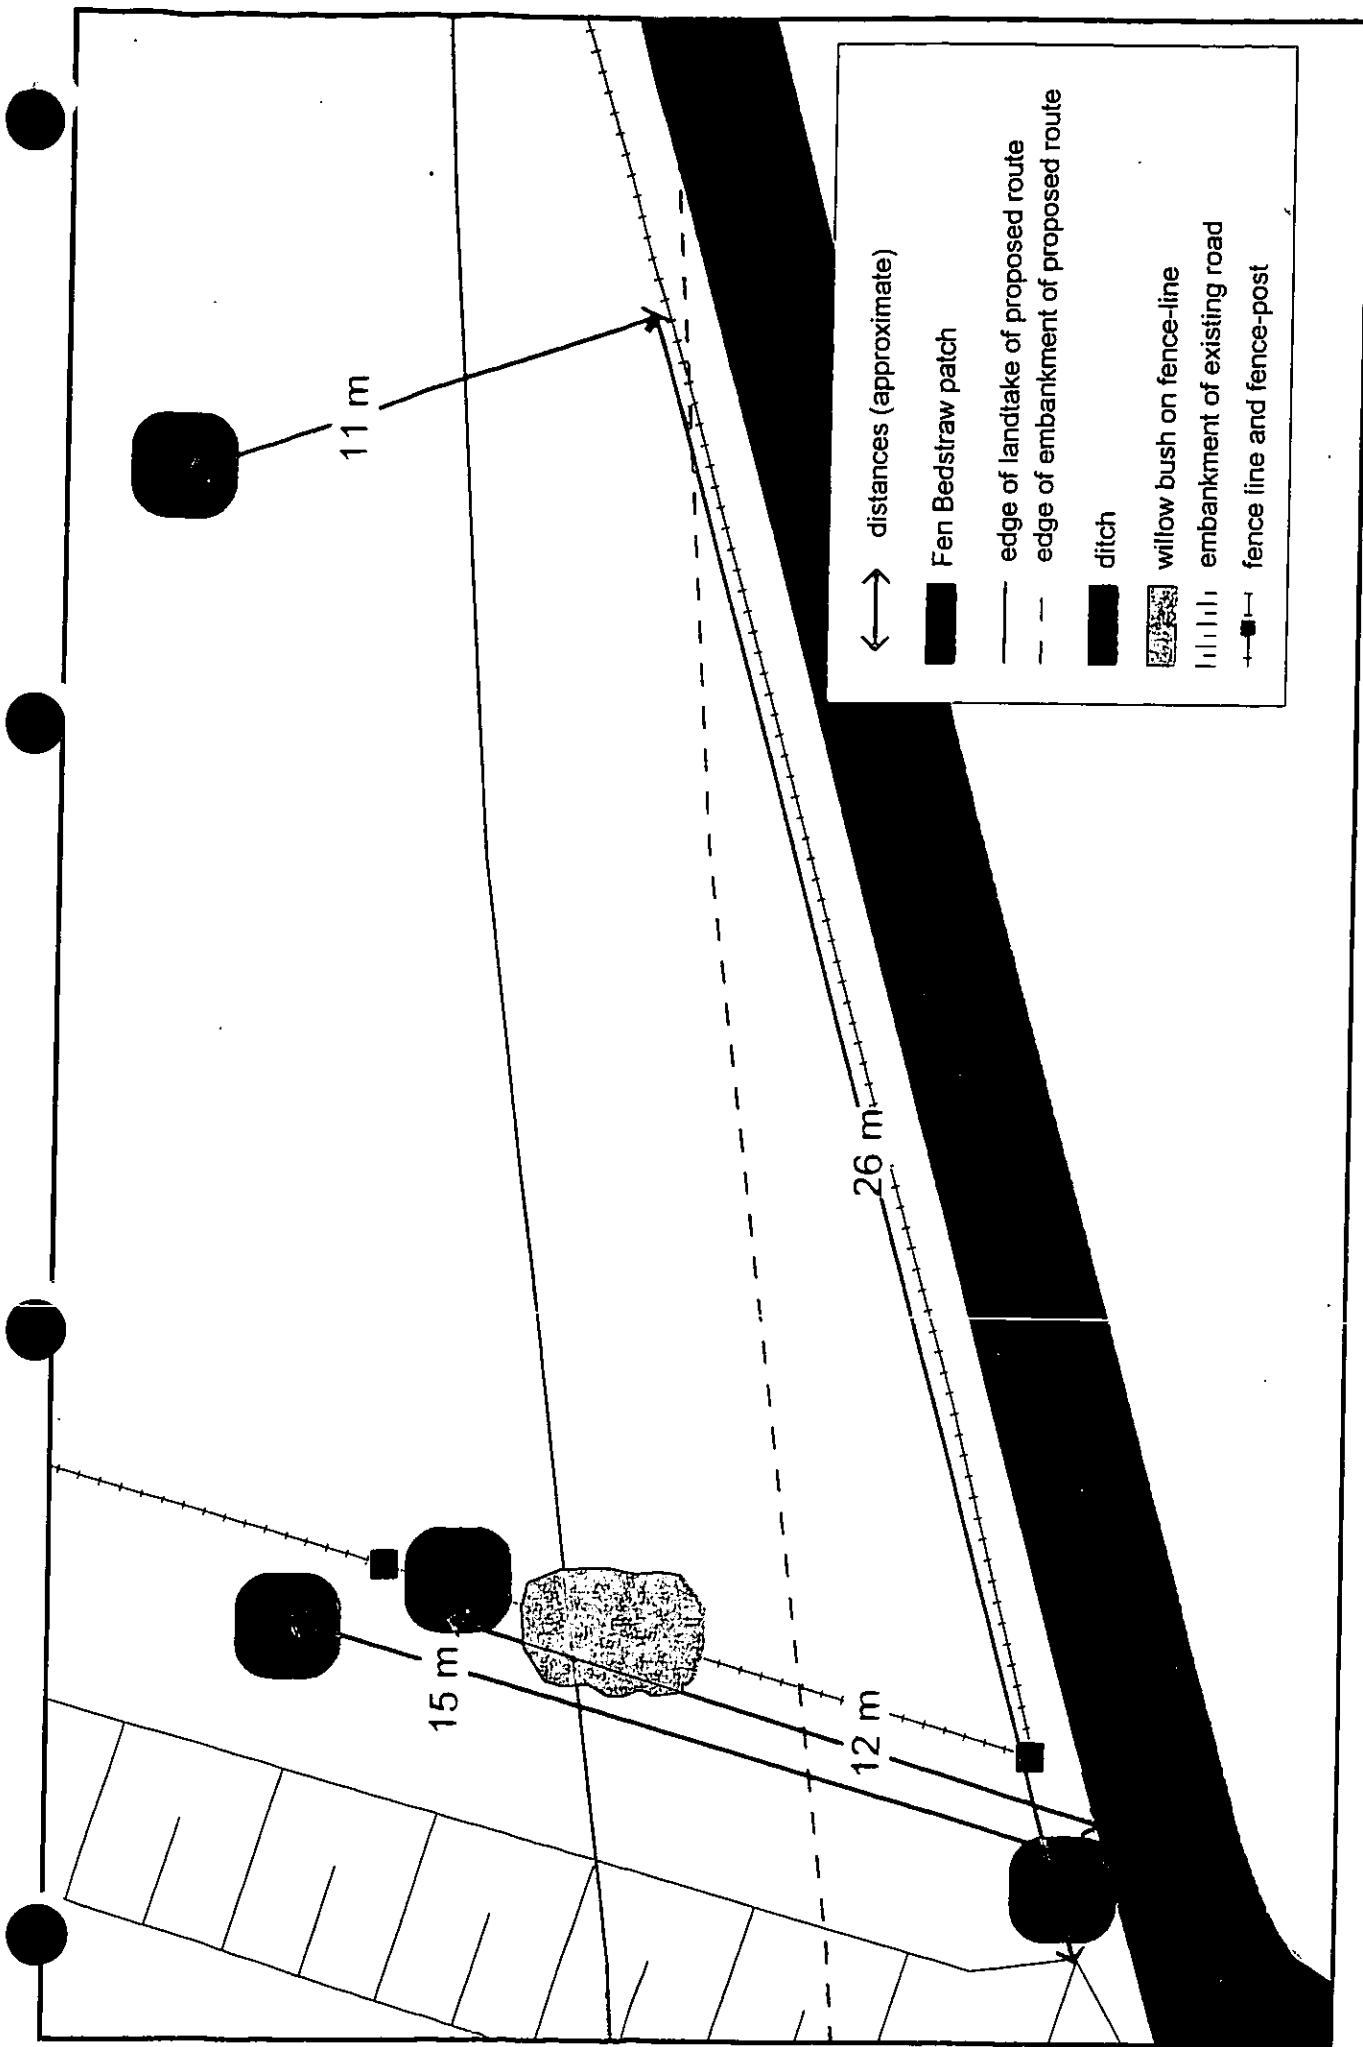 11 m
15 m
12 m
26 m
distances (approximate)
Fen Bedstraw patch
edge of landtake of proposed route
edge of embankment of proposed route
ditch
willow bush on fence-line
embankment of existing road
fence line and fence-post